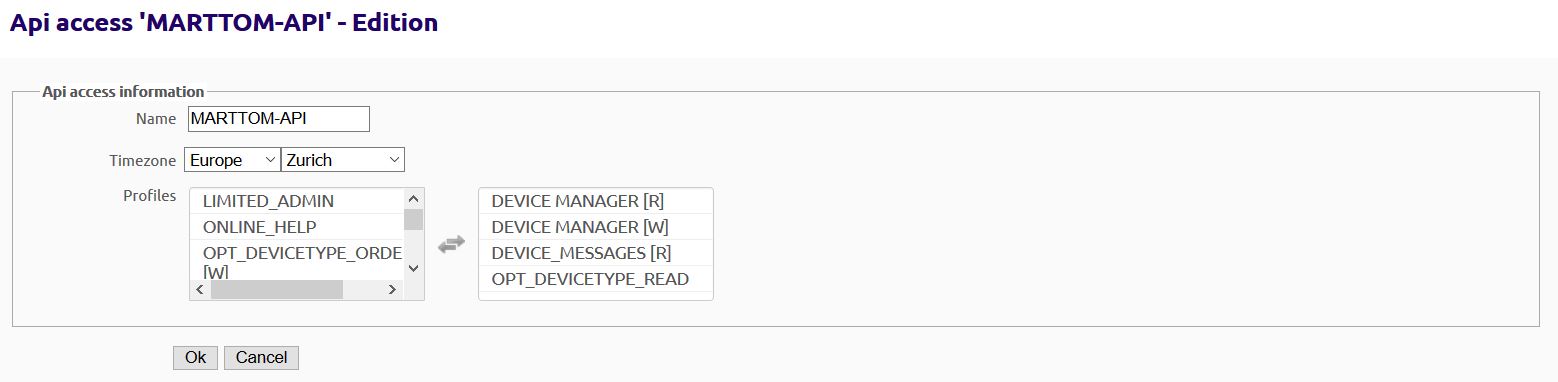 Api access 'MARTTOM-API' - Edition
Api access information
Name MARTTOM-API
Timezone Europe Zurich
Profiles
LIMITED_ADMIN
ONLINE_HELP
OPT_DEVICETYPE_ORDE
[W]
DEVICE MANAGER [R]
DEVICE MANAGER [W]
DEVICE_MESSAGES [R]
OPT_DEVICETYPE_READ
Ok Cancel